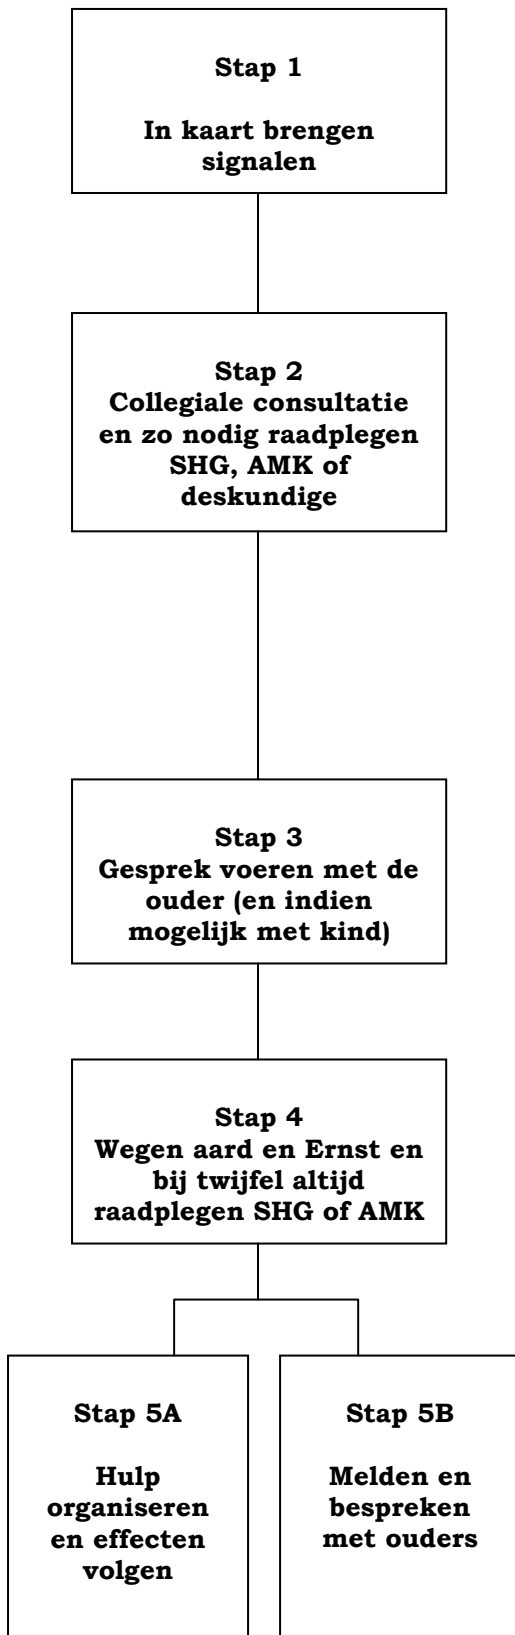 Stap 1
In kaart brengen
signalen
Stap 2
Collegiale consultatie
en zo nodig raadplegen
SHG, AMK of
deskundige
Stap 3
Gesprek voeren met de
ouder (en indien
mogelijk met kind)
Stap 4
Wegen aard en Ernst en
bij twijfel altijd
raadplegen SHG of AMK
Stap 5A
Hulp
organiseren
en effecten
volgen
Stap 5B
Melden en
bespreken
met ouders